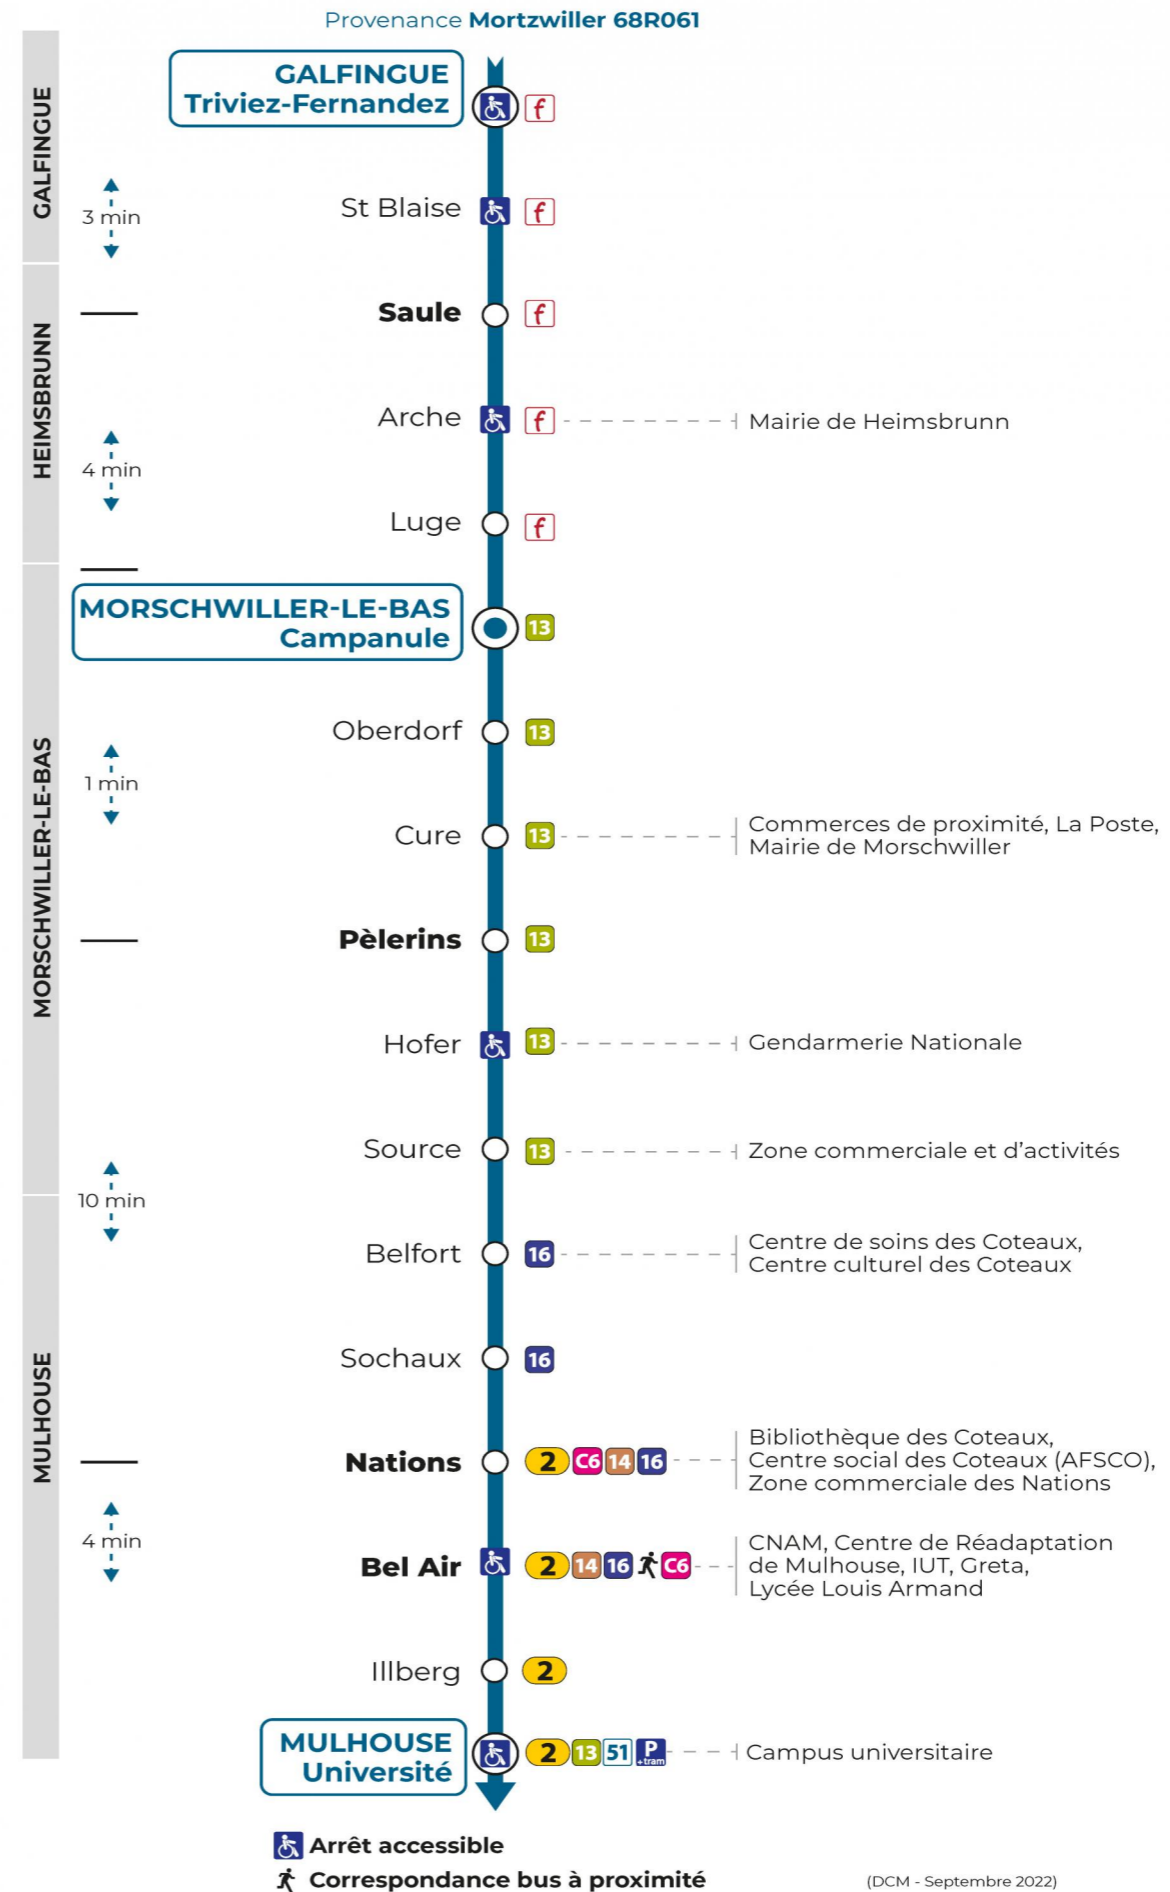 Provenance Mortzwiller 68R061
GALFINGUE
GALFINGUE
Triviez-Fernandez
f
3 min
St Blaise
f
HEIMSBRUNN
Saule
f
Arche
f
Mairie de Heimsbrunn
4 min
Luge
f
MORSCHWILLER-LE-BAS
MORSCHWILLER-LE-BAS
Campanule
13
Oberdorf
13
1 min
Cure
13
Commerces de proximité, La Poste,
Mairie de Morschwiller
Pèlerins
13
Hofer
13
Gendarmerie Nationale
Source
13
Zone commerciale et d'activités
10 min
MULHOUSE
Belfort
16
Centre de soins des Coteaux,
Centre culturel des Coteaux
Sochaux
16
Nations
2 C6 14 16
Bibliothèque des Coteaux,
Centre social des Coteaux (AFSCO),
Zone commerciale des Nations
4 min
Bel Air
2 14 16 C6
CNAM, Centre de Réadaptation
de Mulhouse, IUT, Greta,
Lycée Louis Armand
Illberg
2
MULHOUSE
Université
2 13 51 P +tram
Campus universitaire
Arrêt accessible
Correspondance bus à proximité
(DCM - Septembre 2022)